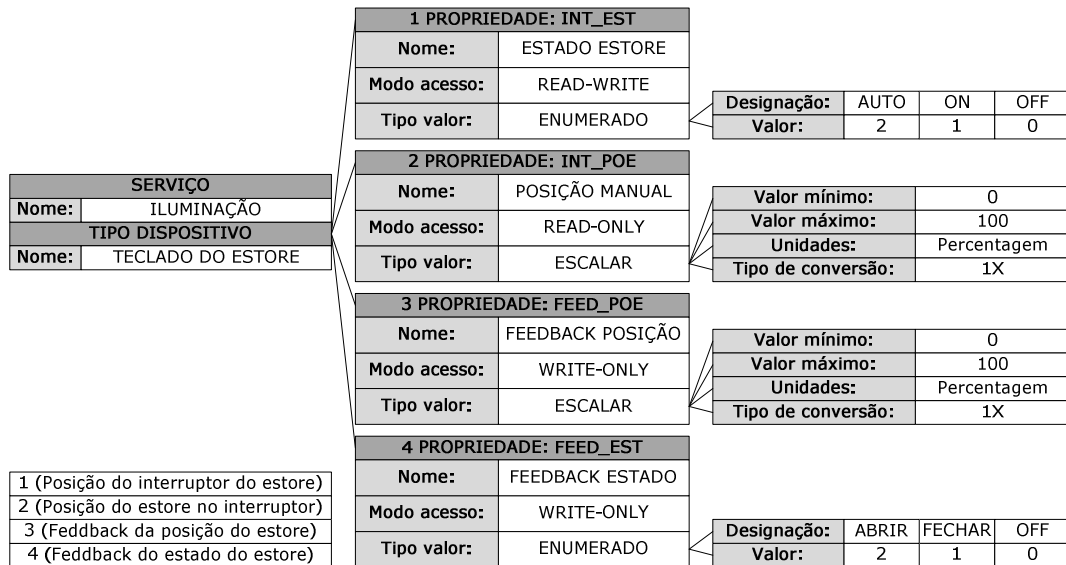 SERVIÇO
Nome: ILUMINAÇÃO
TIPO DISPOSITIVO
Nome: TECLADO DO ESTORE
1 PROPRIEDADE: INT_EST
Nome: ESTADO ESTORE
Modo acesso: READ-WRITE
Tipo valor: ENUMERADO
Designação: AUTO ON OFF
Valor: 2 1 0
2 PROPRIEDADE: INT_POE
Nome: POSIÇÃO MANUAL
Modo acesso: READ-ONLY
Tipo valor: ESCALAR
Valor mínimo: 0
Valor máximo: 100
Unidades: Percentagem
Tipo de conversão: 1X
3 PROPRIEDADE: FEED_POE
Nome: FEEDBACK POSIÇÃO
Modo acesso: WRITE-ONLY
Tipo valor: ESCALAR
Valor mínimo: 0
Valor máximo: 100
Unidades: Percentagem
Tipo de conversão: 1X
4 PROPRIEDADE: FEED_EST
Nome: FEEDBACK ESTADO
Modo acesso: WRITE-ONLY
Tipo valor: ENUMERADO
Designação: ABRIR FECHAR OFF
Valor: 2 1 0
1 (Posição do interruptor do estore)
2 (Posição do estore no interruptor)
3 (Feddback da posição do estore)
4 (Feddback do estado do estore)